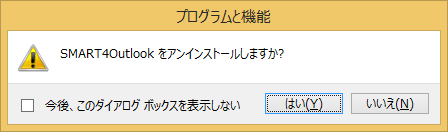 プログラムと機能
SMART4Outlook をアンインストールしますか?
今後、このダイアログ ボックスを表示しない
はい(Y)
いいえ(N)